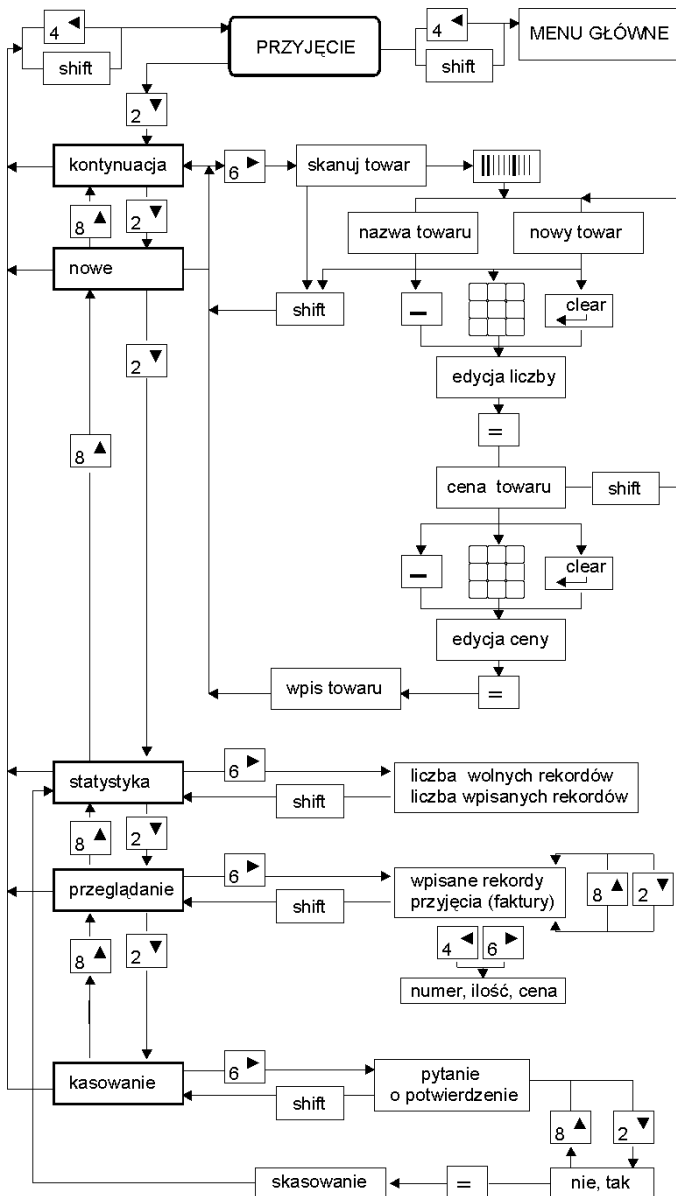 4 ◄
shift
PRZYJĘCIE
4 ◄
shift
MENU GŁÓWNE
2 ▼
kontynuacja
6 ►
skanuj towar
8 ▲
2 ▼
nazwa towaru
nowy towar
nowe
shift
–
clear
2 ▼
edycja liczby
=
8 ▲
cena towaru
shift
–
clear
edycja ceny
wpis towaru
=
statystyka
6 ►
shift
liczba wolnych rekordów
liczba wpisanych rekordów
8 ▲
2 ▼
przeglądanie
6 ►
shift
wpisane rekordy
przyjęcia (faktury)
8 ▲
2 ▼
4 ◄
6 ►
numer, ilość, cena
8 ▲
2 ▼
kasowanie
6 ►
shift
pytanie
o potwierdzenie
8 ▲
2 ▼
skasowanie
=
nie, tak